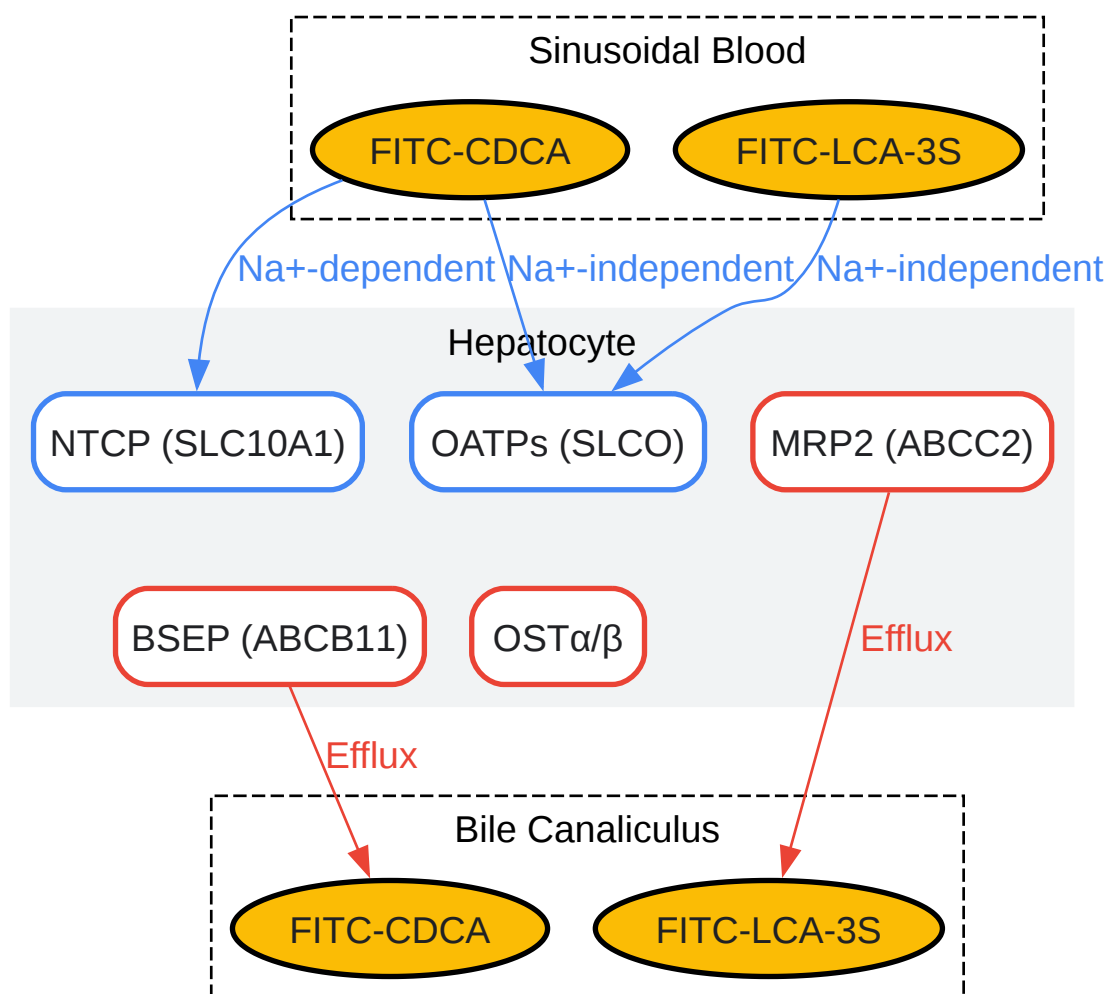 Sinusoidal Blood
FITC-CDCA
FITC-LCA-3S
Na+-dependent
Na+-independent
Na+-independent
Hepatocyte
NTCP (SLC10A1)
OATPs (SLCO)
MRP2 (ABCC2)
BSEP (ABCB11)
OSTα/β
Efflux
Efflux
Bile Canaliculus
FITC-CDCA
FITC-LCA-3S